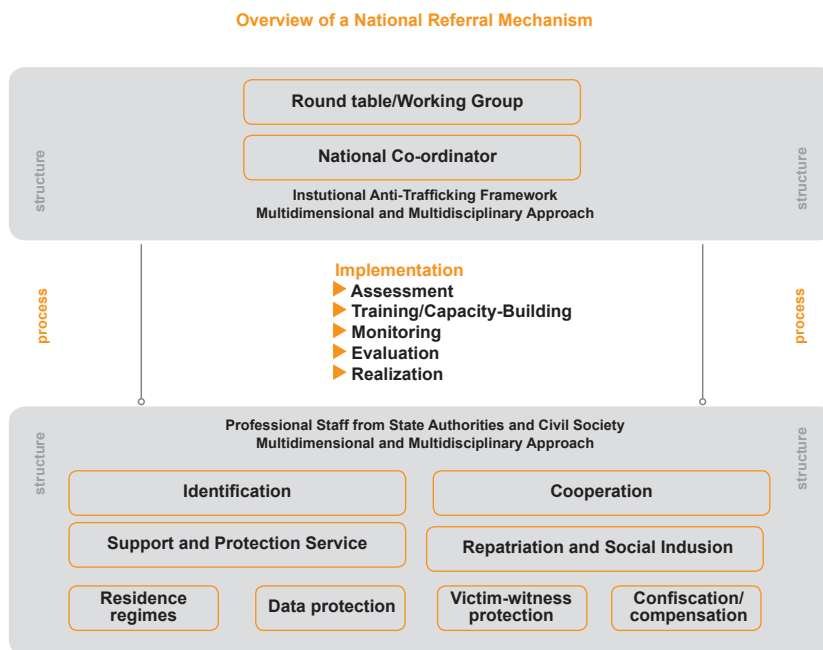 Overview of a National Referral Mechanism
Round table/Working Group
National Co-ordinator
structure
structure
Instutional Anti-Trafficking Framework
Multidimensional and Multidisciplinary Approach
Implementation
Assessment
Training/Capacity-Building
Monitoring
Evaluation
Realization
process
process
Professional Staff from State Authorities and Civil Society
Multidimensional and Multidisciplinary Approach
structure
structure
Identification
Cooperation
Support and Protection Service
Repatriation and Social Indusion
Residence
regimes
Data protection
Victim-witness
protection
Confiscation/
compensation